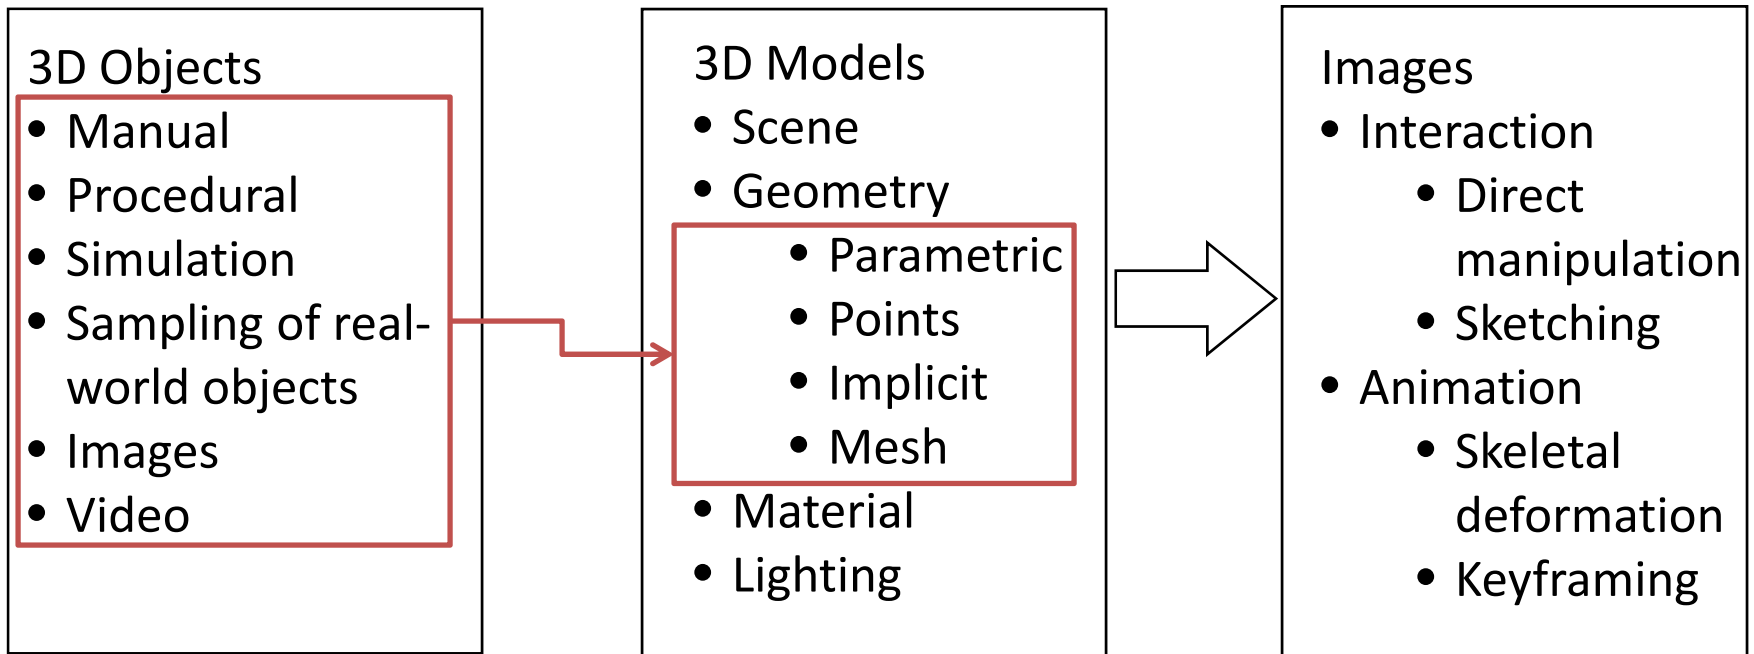 3D Objects
• Manual
• Procedural
• Simulation
• Sampling of real-
world objects
• Images
• Video
3D Models
• Scene
• Geometry
• Parametric
• Points
• Implicit
• Mesh
• Material
• Lighting
Images
• Interaction
• Direct
manipulation
• Sketching
• Animation
• Skeletal
deformation
• Keyframing